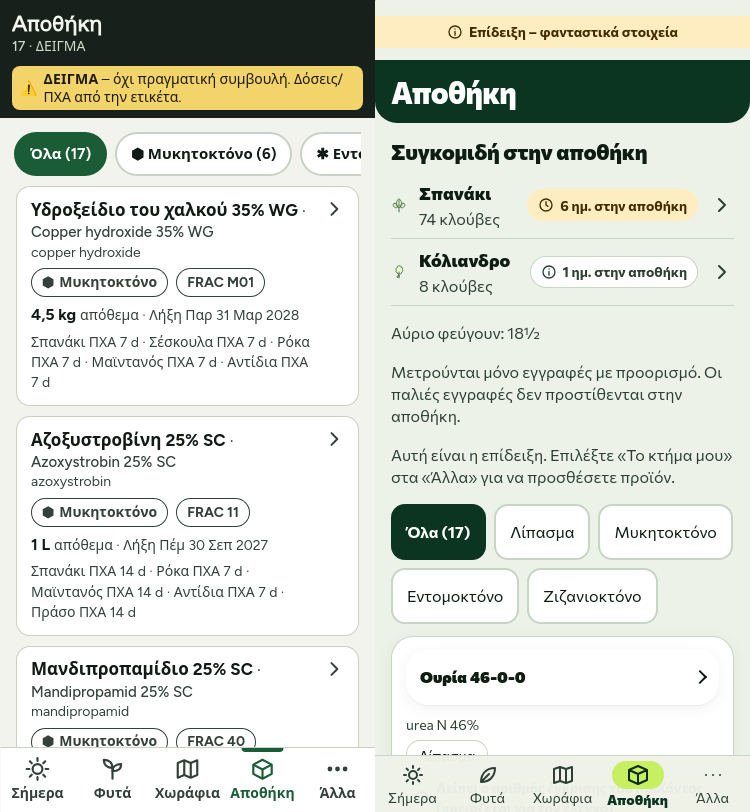 Αποθήκη
17 · ΔΕΙΓΜΑ
ΔΕΙΓΜΑ – όχι πραγματική συμβουλή. Δόσεις/
ΠΧΑ από την ετικέτα.
Όλα (17)
Μυκητοκτόνο (6)
Υδροξείδιο του χαλκού 35% WG ·
Copper hydroxide 35% WG
copper hydroxide
Μυκητοκτόνο
FRAC M01
4,5 kg απόθεμα · Λήξη Παρ 31 Μαρ 2028
Σπανάκι ΠΧΑ 7 d · Σέσκουλα ΠΧΑ 7 d · Ρόκα
ΠΧΑ 7 d · Μαϊντανός ΠΧΑ 7 d · Αντίδια ΠΧΑ
7 d
Αζοξυστροβίνη 25% SC ·
Azoxystrobin 25% SC
azoxystrobin
Μυκητοκτόνο
FRAC 11
1 L απόθεμα · Λήξη Πέμ 30 Σεπ 2027
Σπανάκι ΠΧΑ 14 d · Ρόκα ΠΧΑ 7 d ·
Μαϊντανός ΠΧΑ 14 d · Αντίδια ΠΧΑ 7 d ·
Πράσο ΠΧΑ 14 d
Μανδιπροπαμίδιο 25% SC ·
Mandipropamid 25% SC
mandipropamid
Μυκητοκτόνο
FRAC 40
Σήμερα
Φυτά
Χωράφια
Αποθήκη
Άλλα
Επίδειξη – φανταστικά στοιχεία
Αποθήκη
Συγκομιδή στην αποθήκη
Σπανάκι
74 κλούβες
6 ημ. στην αποθήκη
Κόλιανδρο
8 κλούβες
1 ημ. στην αποθήκη
Αύριο φεύγουν: 18½
Μετρούνται μόνο εγγραφές με προορισμό. Οι
παλιές εγγραφές δεν προστίθενται στην
αποθήκη.
Αυτή είναι η επίδειξη. Επιλέξτε «Το κτήμα μου»
στα «Άλλα» για να προσθέσετε προϊόν.
Όλα (17)
Λίπασμα
Μυκητοκτόνο
Εντομοκτόνο
Ζιζανιοκτόνο
Ουρία 46-0-0
urea N 46%
Λίπασμα
Σήμερα
Φυτά
Χωράφια
Αποθήκη
Άλλα